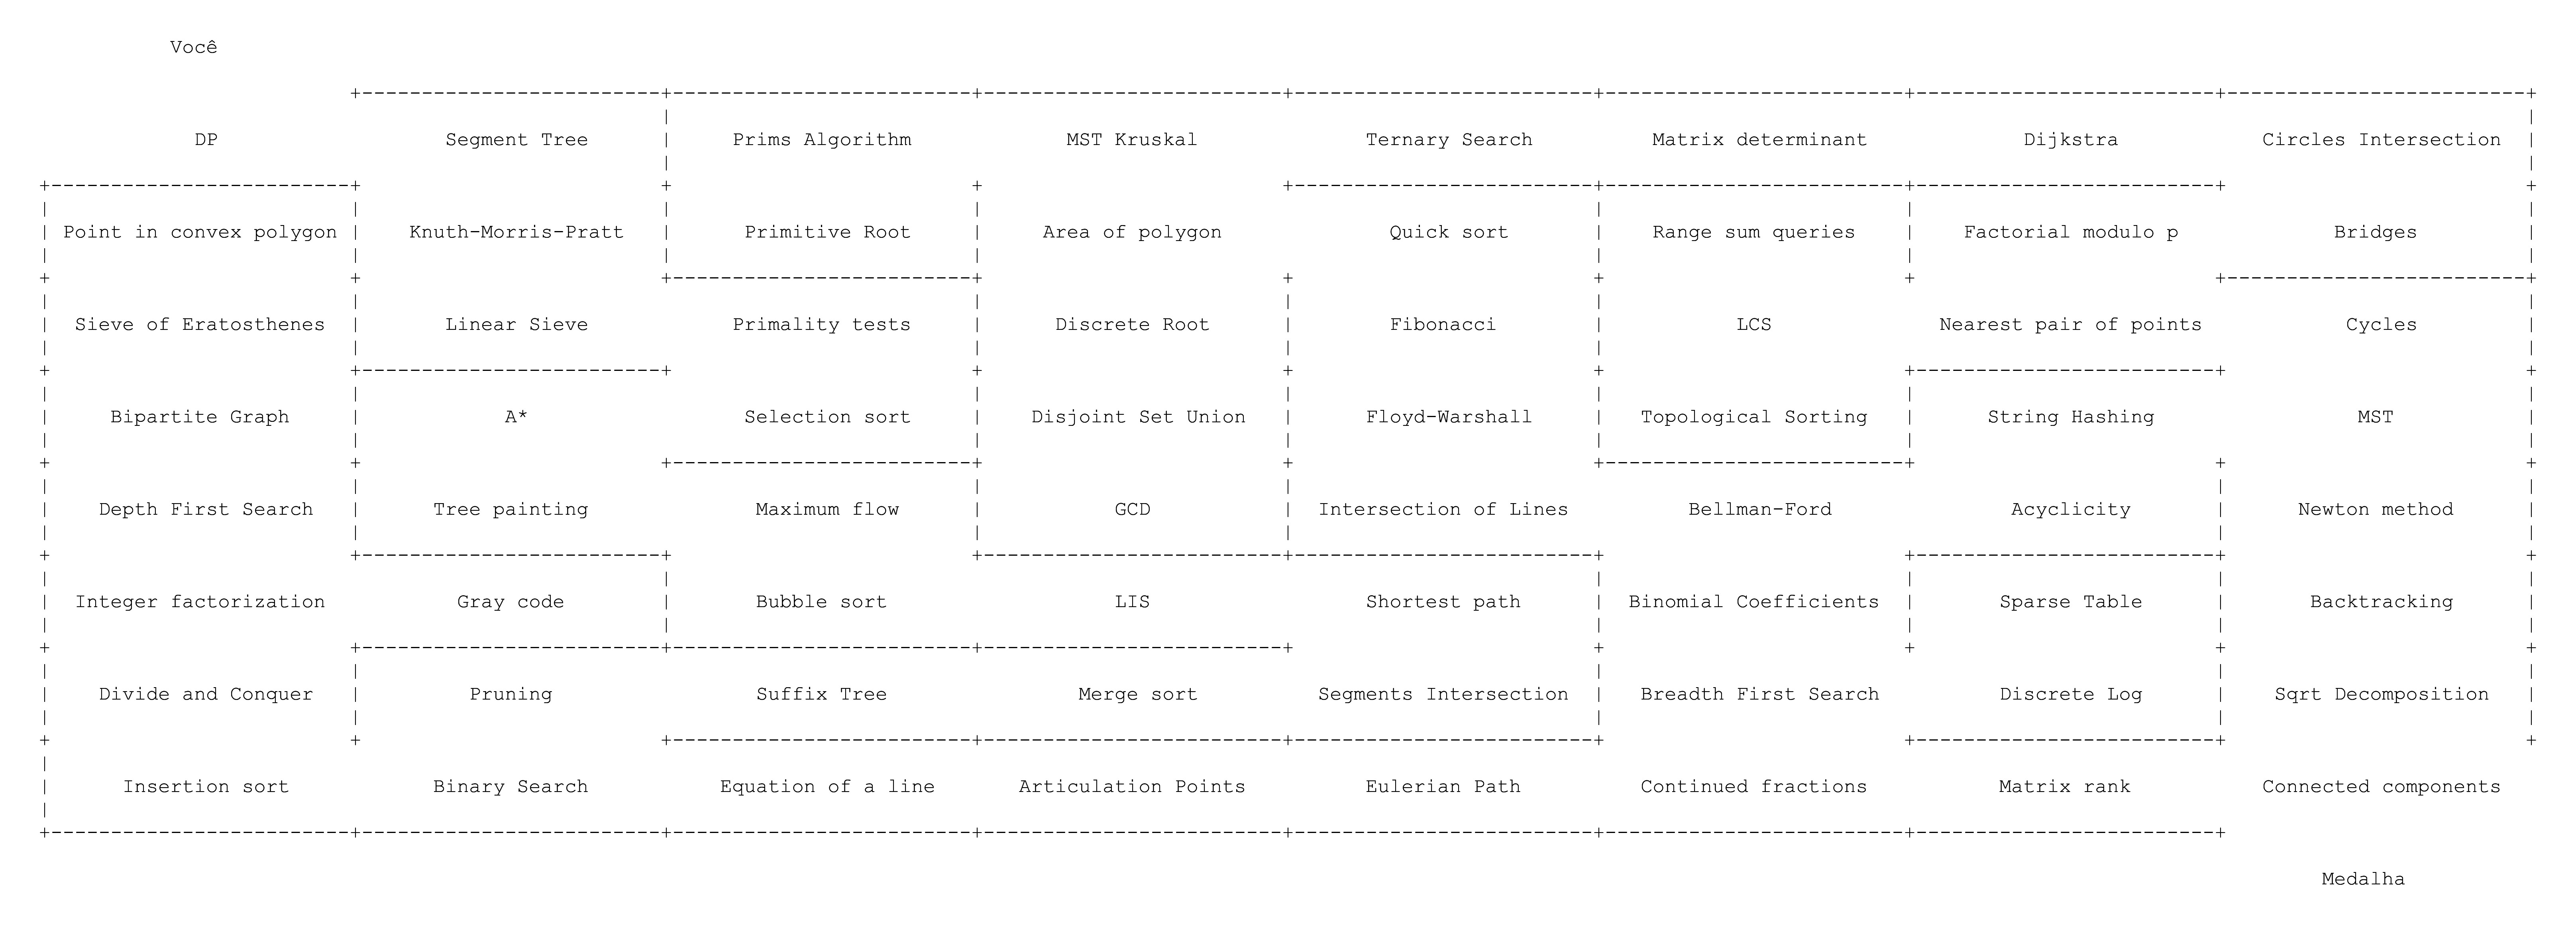 Você
DP Segment Tree Prims Algorithm MST Kruskal Ternary Search Matrix determinant Dijkstra Circles Intersection
Point in convex polygon Knuth-Morris-Pratt Primitive Root Area of polygon Quick sort Range sum queries Factorial modulo p Bridges
Sieve of Eratosthenes Linear Sieve Primality tests Discrete Root Fibonacci LCS Nearest pair of points Cycles
Bipartite Graph A* Selection sort Disjoint Set Union Floyd-Warshall Topological Sorting String Hashing MST
Depth First Search Tree painting Maximum flow GCD Intersection of Lines Bellman-Ford Acyclicity Newton method
Integer factorization Gray code Bubble sort LIS Shortest path Binomial Coefficients Sparse Table Backtracking
Divide and Conquer Pruning Suffix Tree Merge sort Segments Intersection Breadth First Search Discrete Log Sqrt Decomposition
Insertion sort Binary Search Equation of a line Articulation Points Eulerian Path Continued fractions Matrix rank Connected components
Medalha